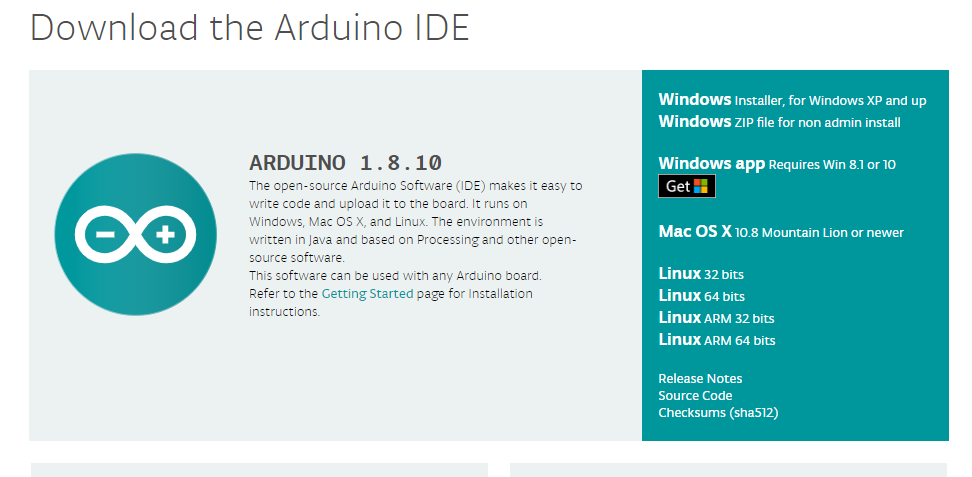 Download the Arduino IDE
ARDUINO 1.8.10
The open-source Arduino Software (IDE) makes it easy to
write code and upload it to the board. It runs on
Windows, Mac OS X, and Linux. The environment is
written in Java and based on Processing and other open-
source software.
This software can be used with any Arduino board.
Refer to the Getting Started page for Installation
instructions.
Windows Installer, for Windows XP and up
Windows ZIP file for non admin install
Windows app Requires Win 8.1 or 10
Get
Mac OS X 10.8 Mountain Lion or newer
Linux 32 bits
Linux 64 bits
Linux ARM 32 bits
Linux ARM 64 bits
Release Notes
Source Code
Checksums (sha512)